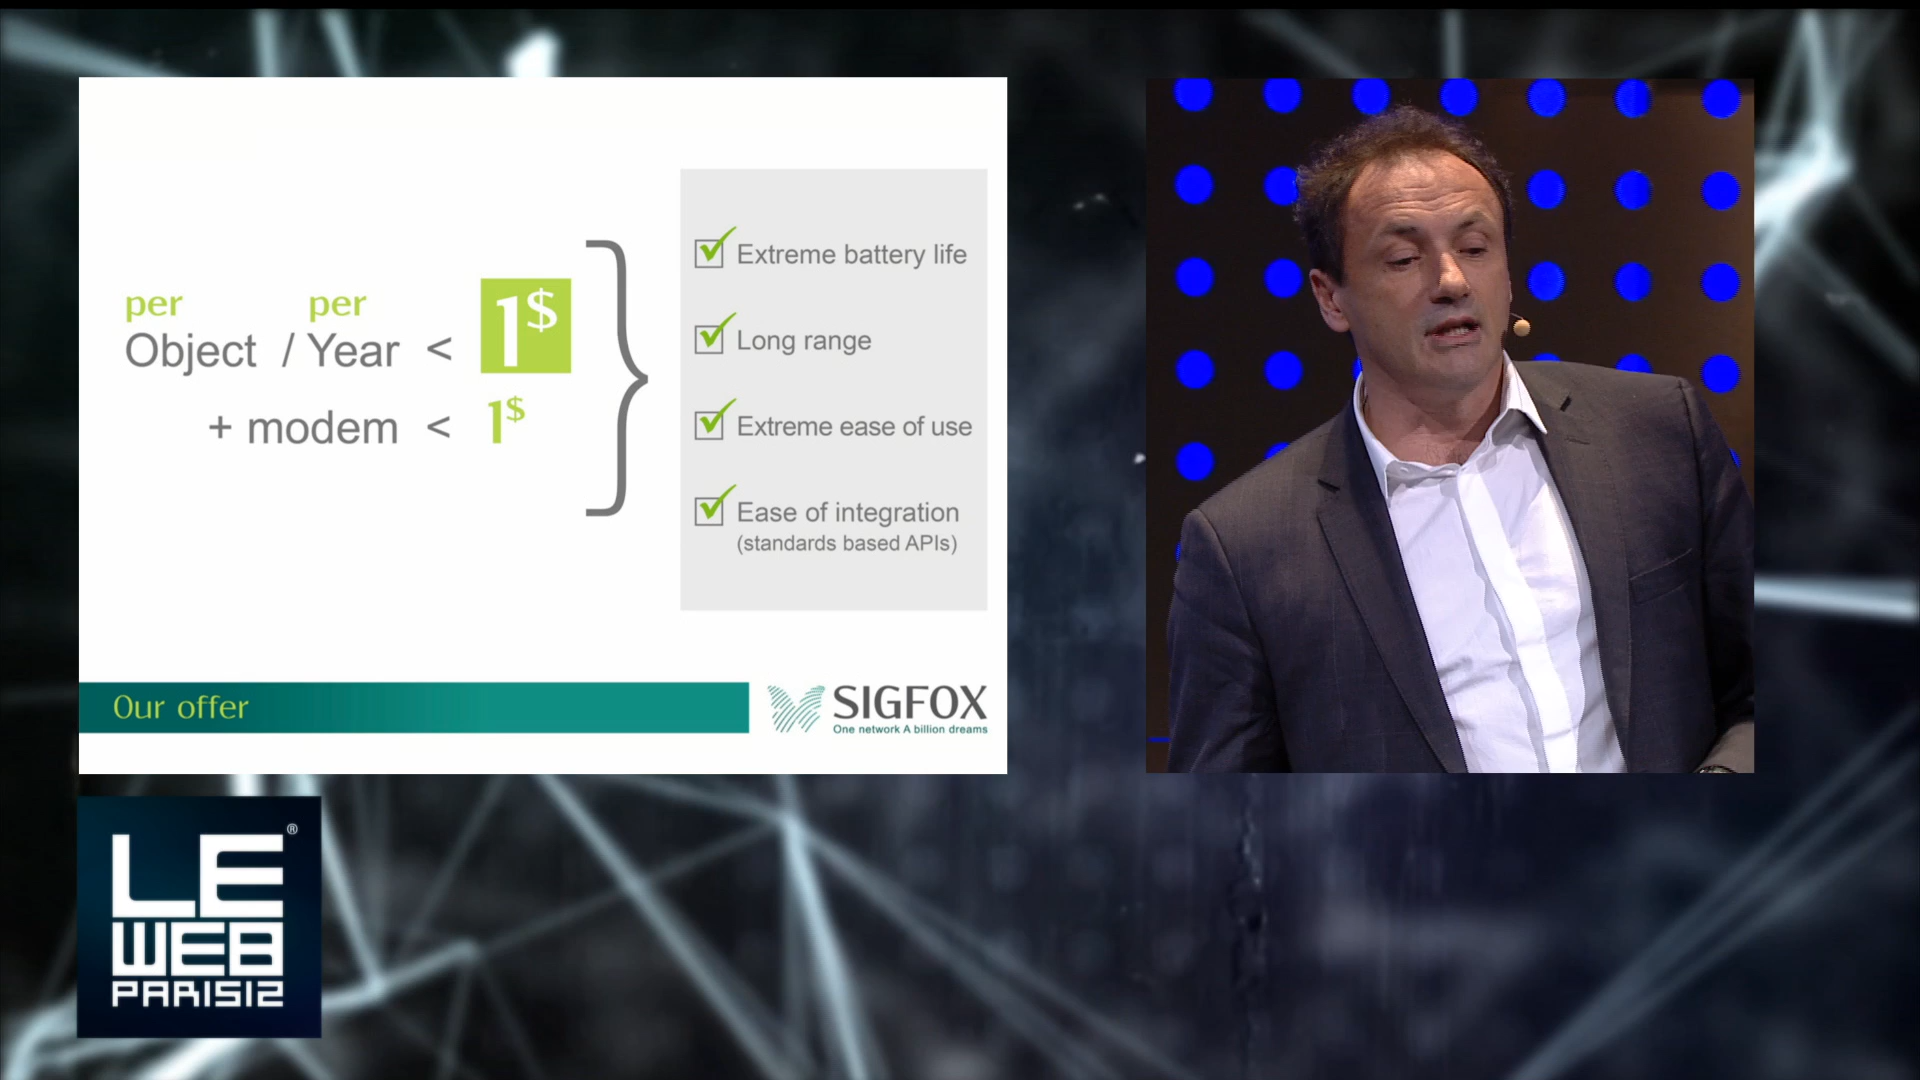 per per
Object / Year < 1$
+ modem < 1$
Extreme battery life
Long range
Extreme ease of use
Ease of integration
(standards based APIs)
Our offer
SIGFOX
One network A billion dreams
LE®
WEB
PARIS12